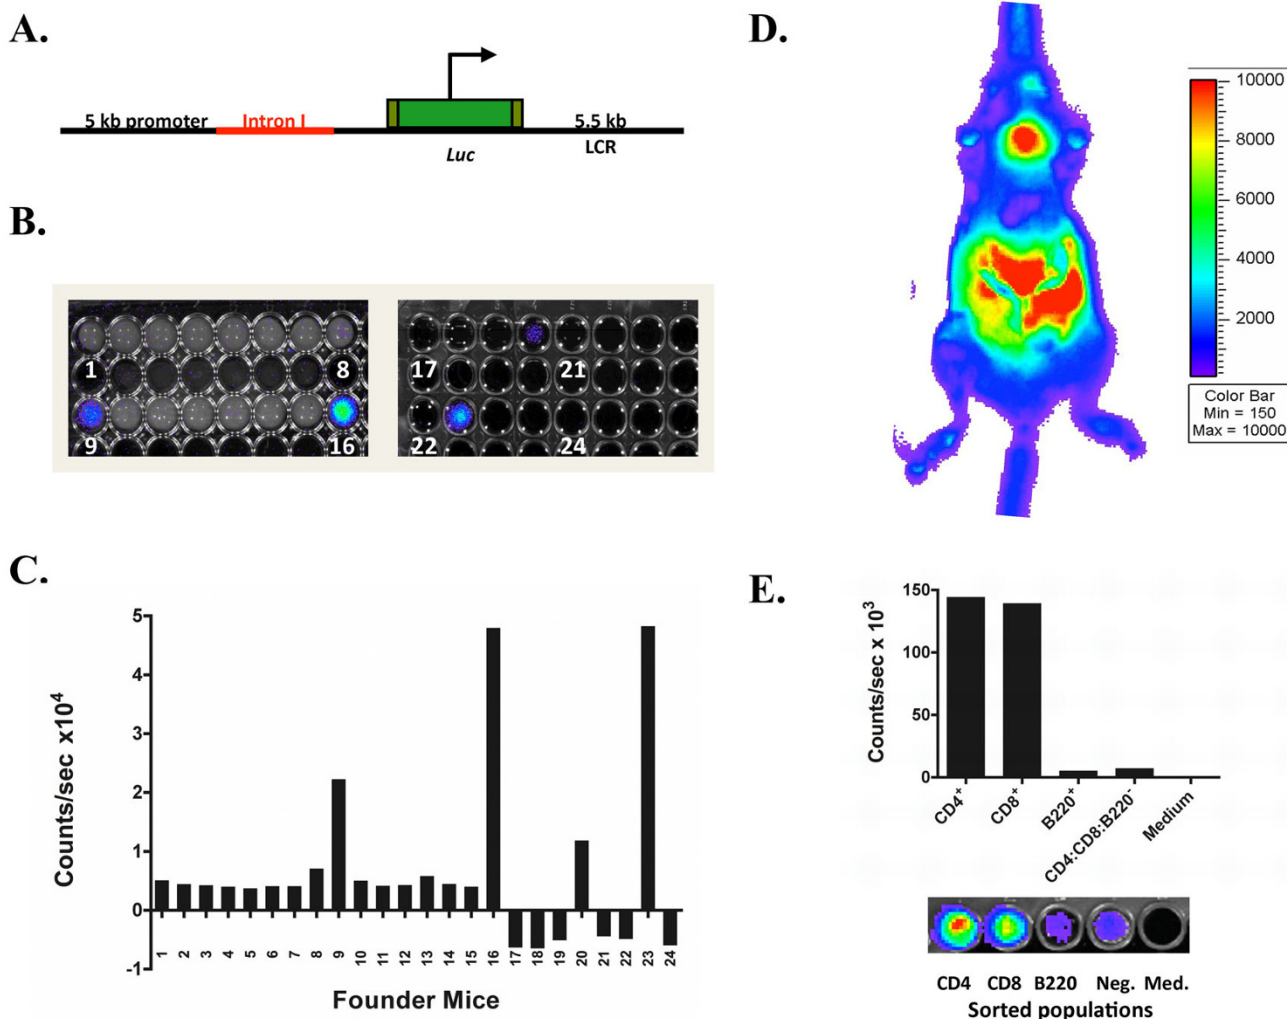 A.
5 kb promoter
Intron I
Luc
5.5 kb
LCR
B.
1
8
9
16
17
21
22
24
C.
Counts/sec x10⁴
5
4
3
2
1
0
-1
1 2 3 4 5 6 7 8 9 10 11 12 13 14 15 16 17 18 19 20 21 22 23 24
Founder Mice
D.
10000
8000
6000
4000
2000
Color Bar
Min = 150
Max = 10000
E.
Counts/sec x 10³
150
100
50
0
CD4⁺
CD8⁺
B220⁺
CD4:CD8:B220⁻
Medium
CD4 CD8 B220 Neg. Med.
Sorted populations